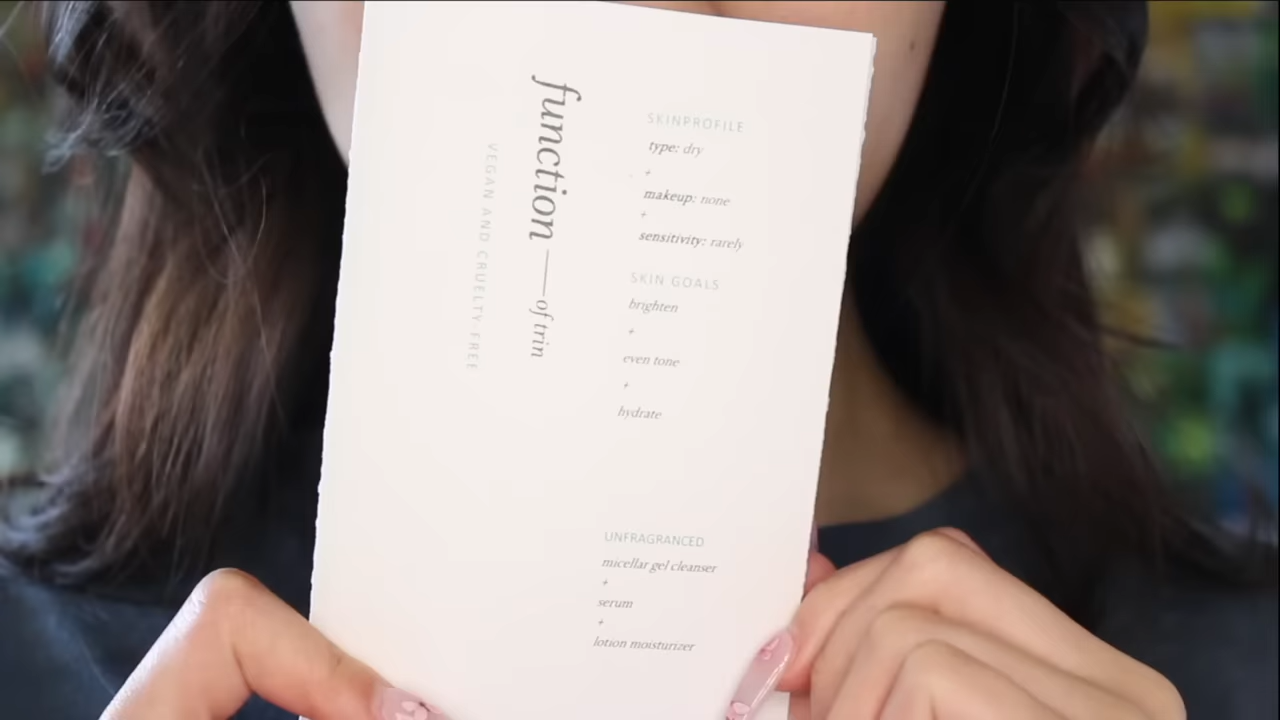 function — of trin
VEGAN AND CRUELTY FREE
SKINPROFILE
type: dry
+
makeup: none
+
sensitivity: rarely
SKIN GOALS
brighten
+
even tone
+
hydrate
UNFRAGRANCED
micellar gel cleanser
+
serum
+
lotion moisturizer